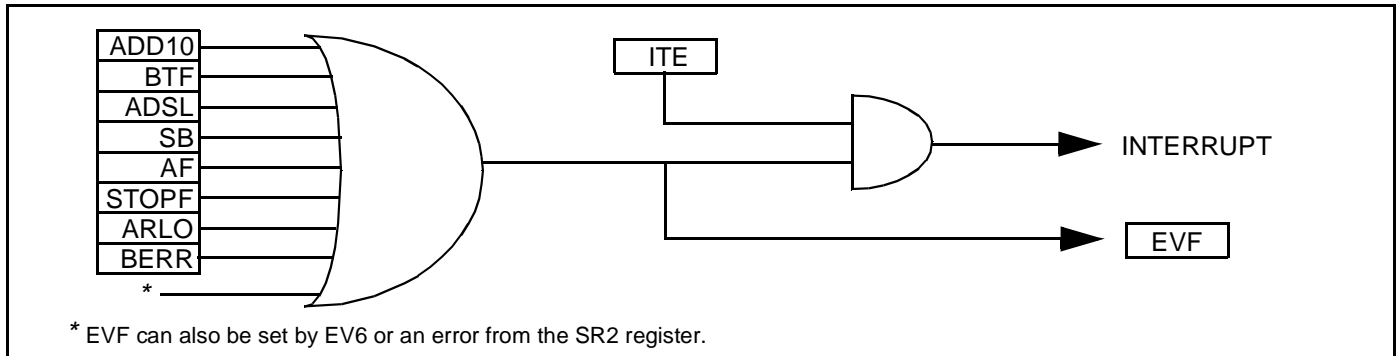 ADD10
BTF
ADSL
SB
AF
STOPF
ARLO
BERR
*
ITE
INTERRUPT
EVF
* EVF can also be set by EV6 or an error from the SR2 register.